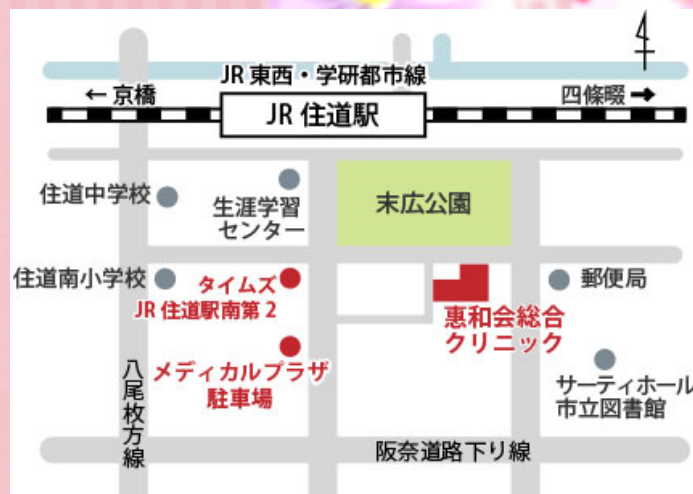 JR 東西・学研都市線
← 京橋
四條畷 →
JR 住道駅
住道中学校
生涯学習
センター
末広公園
住道南小学校
タイムズ
JR 住道駅南第2
郵便局
恵和会総合
クリニック
メディカルプラザ
駐車場
サーティホール
市立図書館
八尾枚方線
阪奈道路下り線